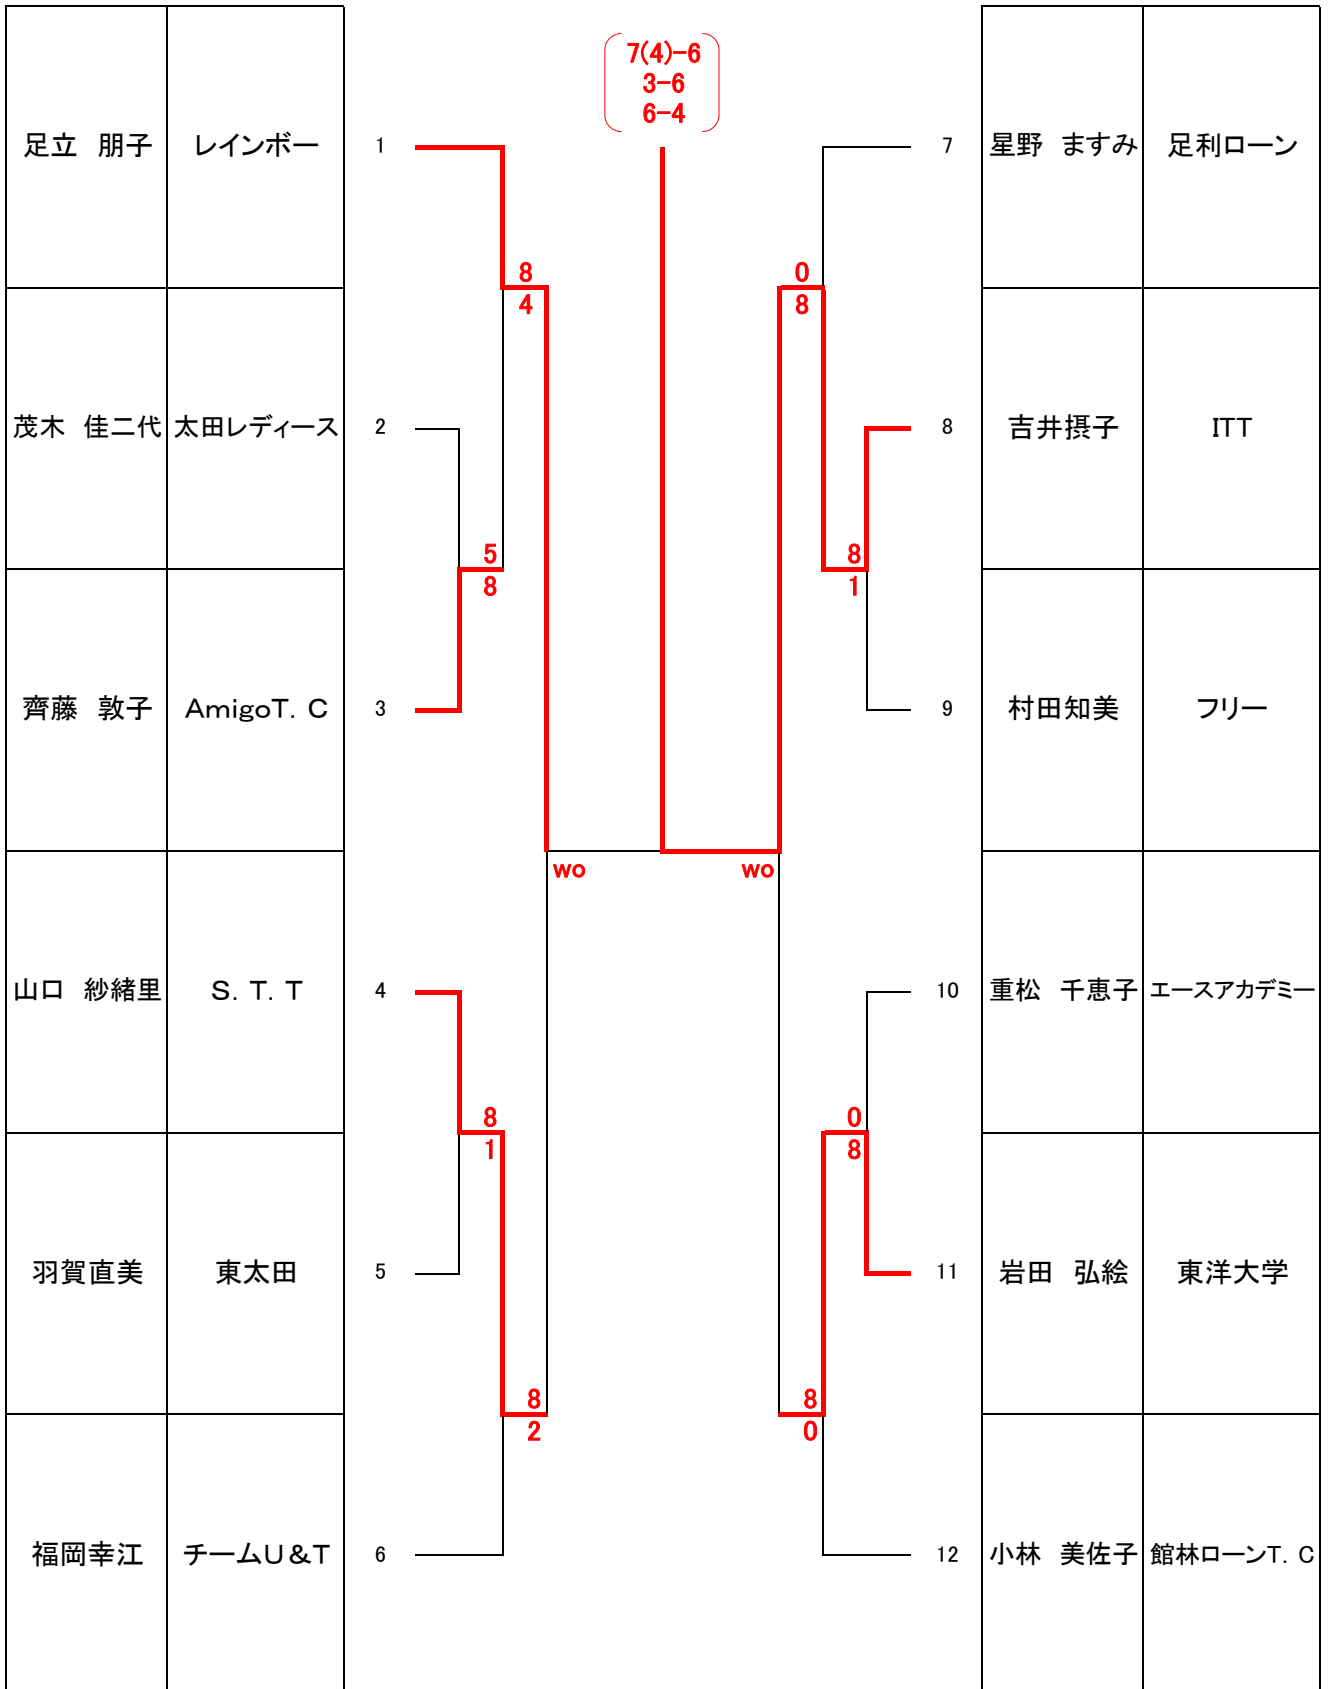 7(4)-6
3-6
6-4
足立 朋子 レインボー 1
7 星野 ますみ 足利ローン
8
4
0
8
茂木 佳二代 太田レディース 2
8 吉井摂子 ITT
5
8
8
1
齊藤 敦子 AmigoT. C 3
9 村田知美 フリー
wo
wo
山口 紗緒里 S. T. T 4
10 重松 千恵子 エースアカデミー
8
1
0
8
羽賀直美 東太田 5
11 岩田 弘絵 東洋大学
8
2
8
0
福岡幸江 チームU&T 6
12 小林 美佐子 館林ローンT. C